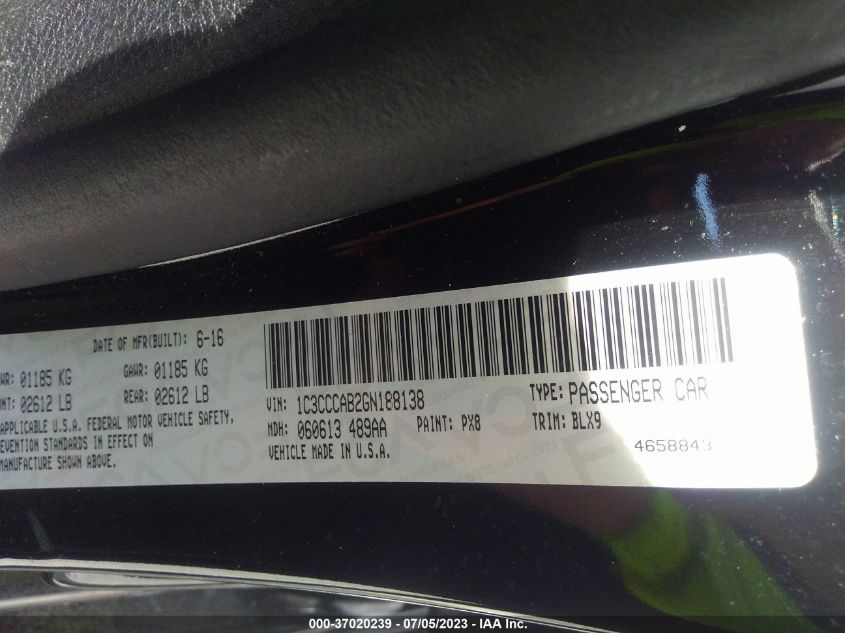 DATE OF MFR(BUILT): 6-16
WR: 01185 KG GAWR: 01185 KG
NT: 02612 LB REAR: 02612 LB
APPLICABLE U.S.A. FEDERAL MOTOR VEHICLE SAFETY,
EVENTION STANDARDS IN EFFECT ON
MANUFACTURE SHOWN ABOVE.
VIN: 1C3CCCAB2GN188138 TYPE: PASSENGER CAR
MDH: 060613 489AA PAINT: PX8 TRIM: BLX9
VEHICLE MADE IN U.S.A. 4658843
000-37020239 - 07/05/2023 - IAA Inc.